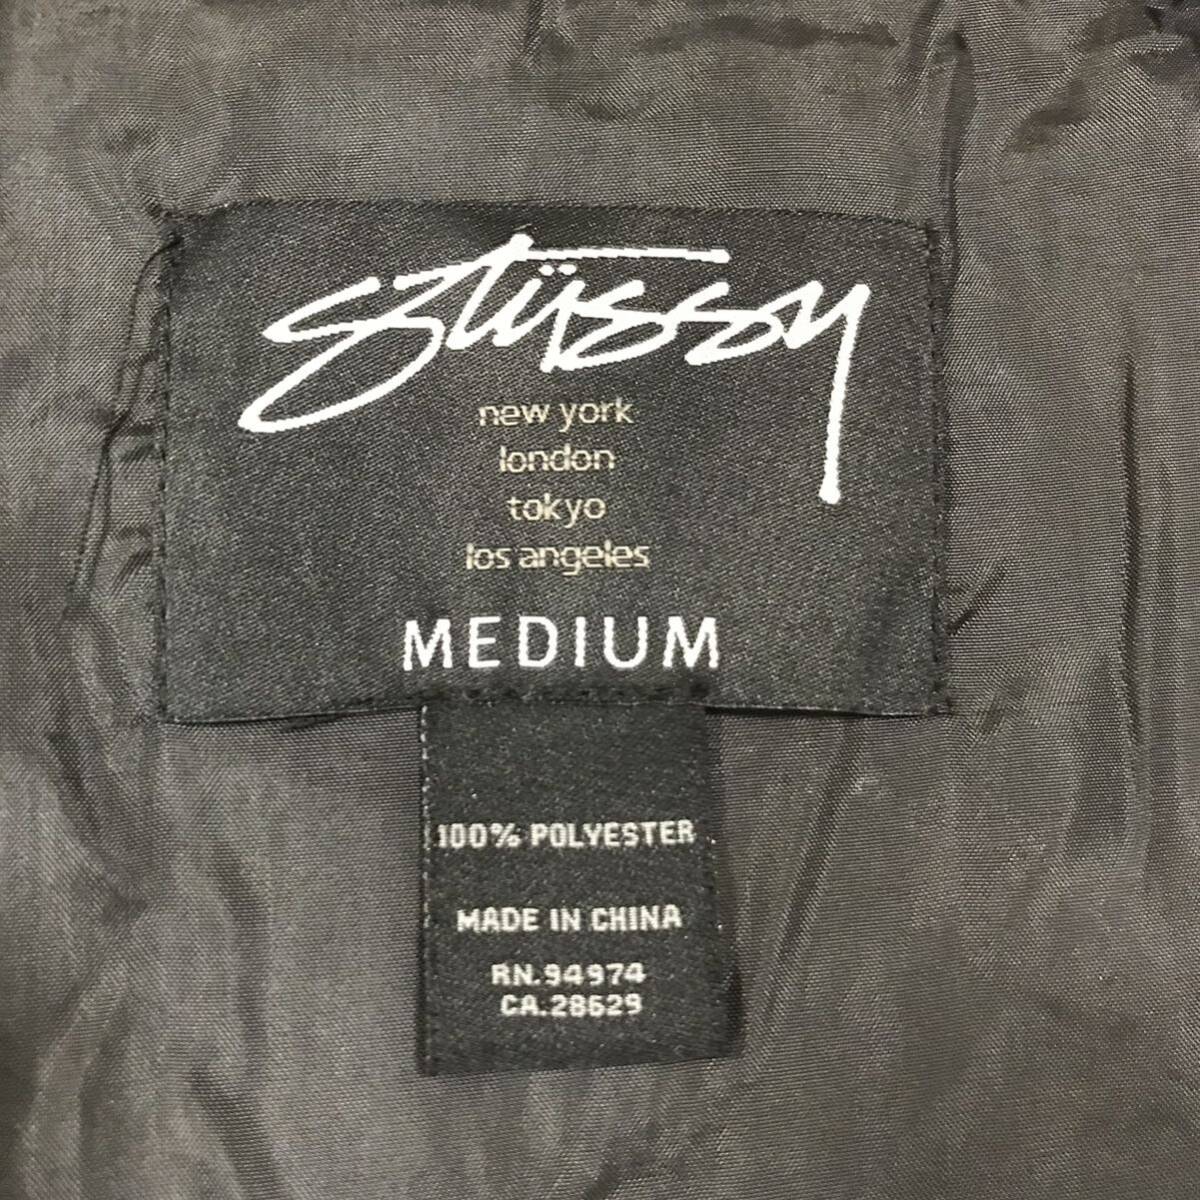 stüssy
new york
london
tokyo
los angeles
MEDIUM
100% POLYESTER
MADE IN CHINA
RN.94974
CA.28629